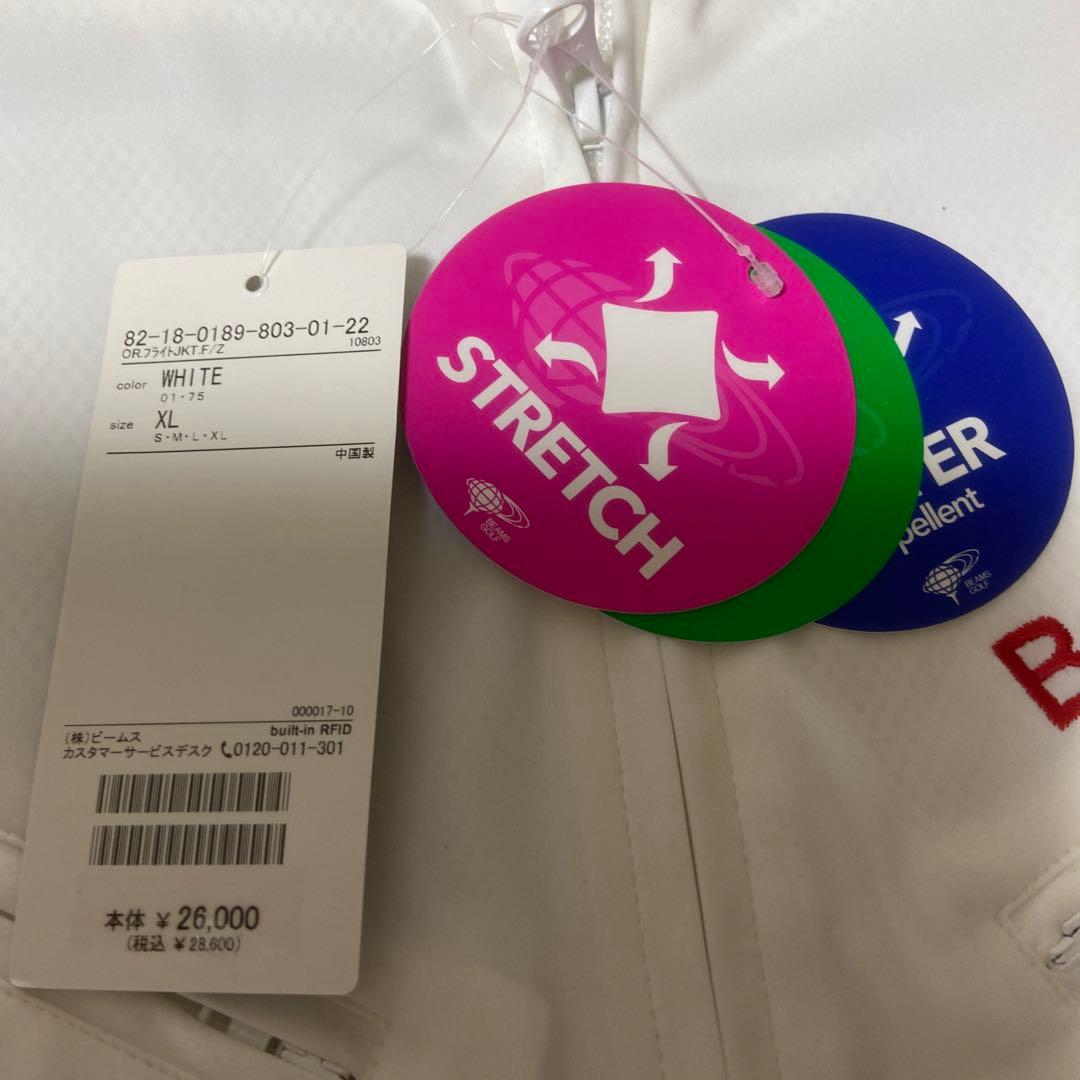 82-18-0189-803-01-22
OR.フライトJKT.F/Z
10803
color WHITE
01・75
size XL
S・M・L・XL
中国製
000017-10
(株)ビームス built-in RFID
カスタマーサービスデスク 0120-011-301
本体 ¥26,000
(税込 ¥28,600)
STRETCH
BEAMS
GOLF
ER
pellent
BEAMS
GOLF
B